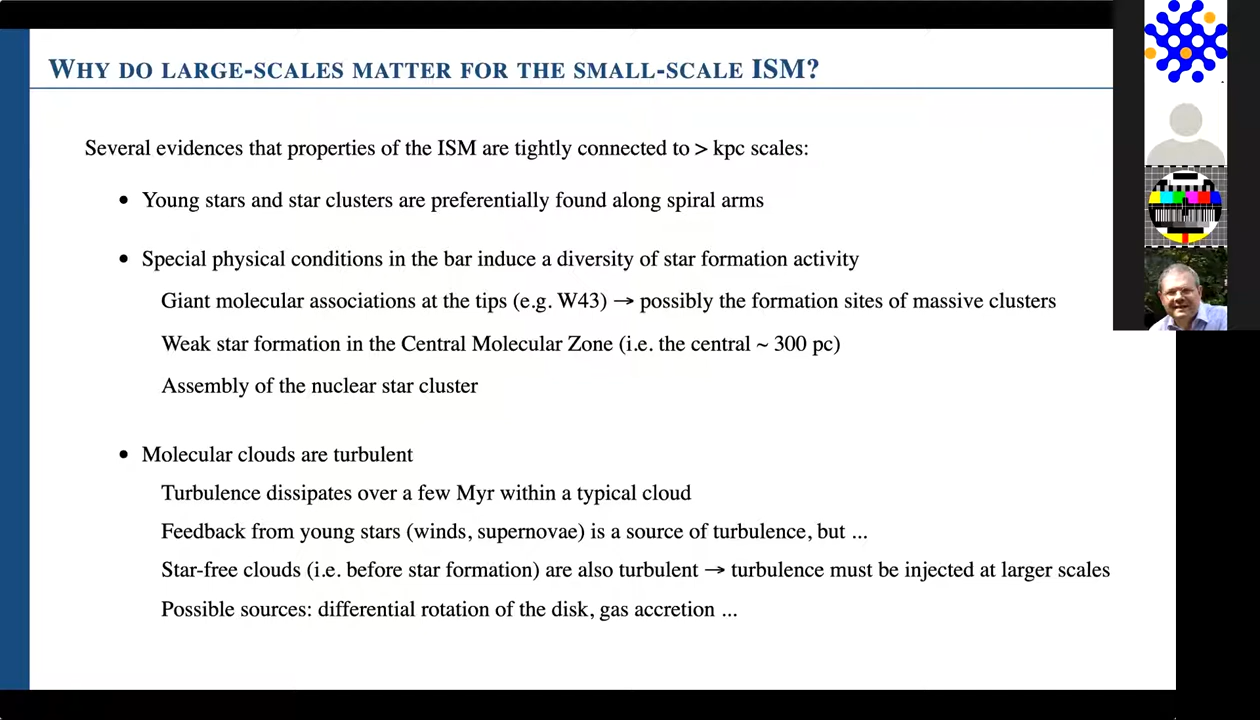 WHY DO LARGE-SCALES MATTER FOR THE SMALL-SCALE ISM?
Several evidences that properties of the ISM are tightly connected to > kpc scales:
• Young stars and star clusters are preferentially found along spiral arms
• Special physical conditions in the bar induce a diversity of star formation activity
Giant molecular associations at the tips (e.g. W43) → possibly the formation sites of massive clusters
Weak star formation in the Central Molecular Zone (i.e. the central ~ 300 pc)
Assembly of the nuclear star cluster
• Molecular clouds are turbulent
Turbulence dissipates over a few Myr within a typical cloud
Feedback from young stars (winds, supernovae) is a source of turbulence, but ...
Star-free clouds (i.e. before star formation) are also turbulent → turbulence must be injected at larger scales
Possible sources: differential rotation of the disk, gas accretion ...